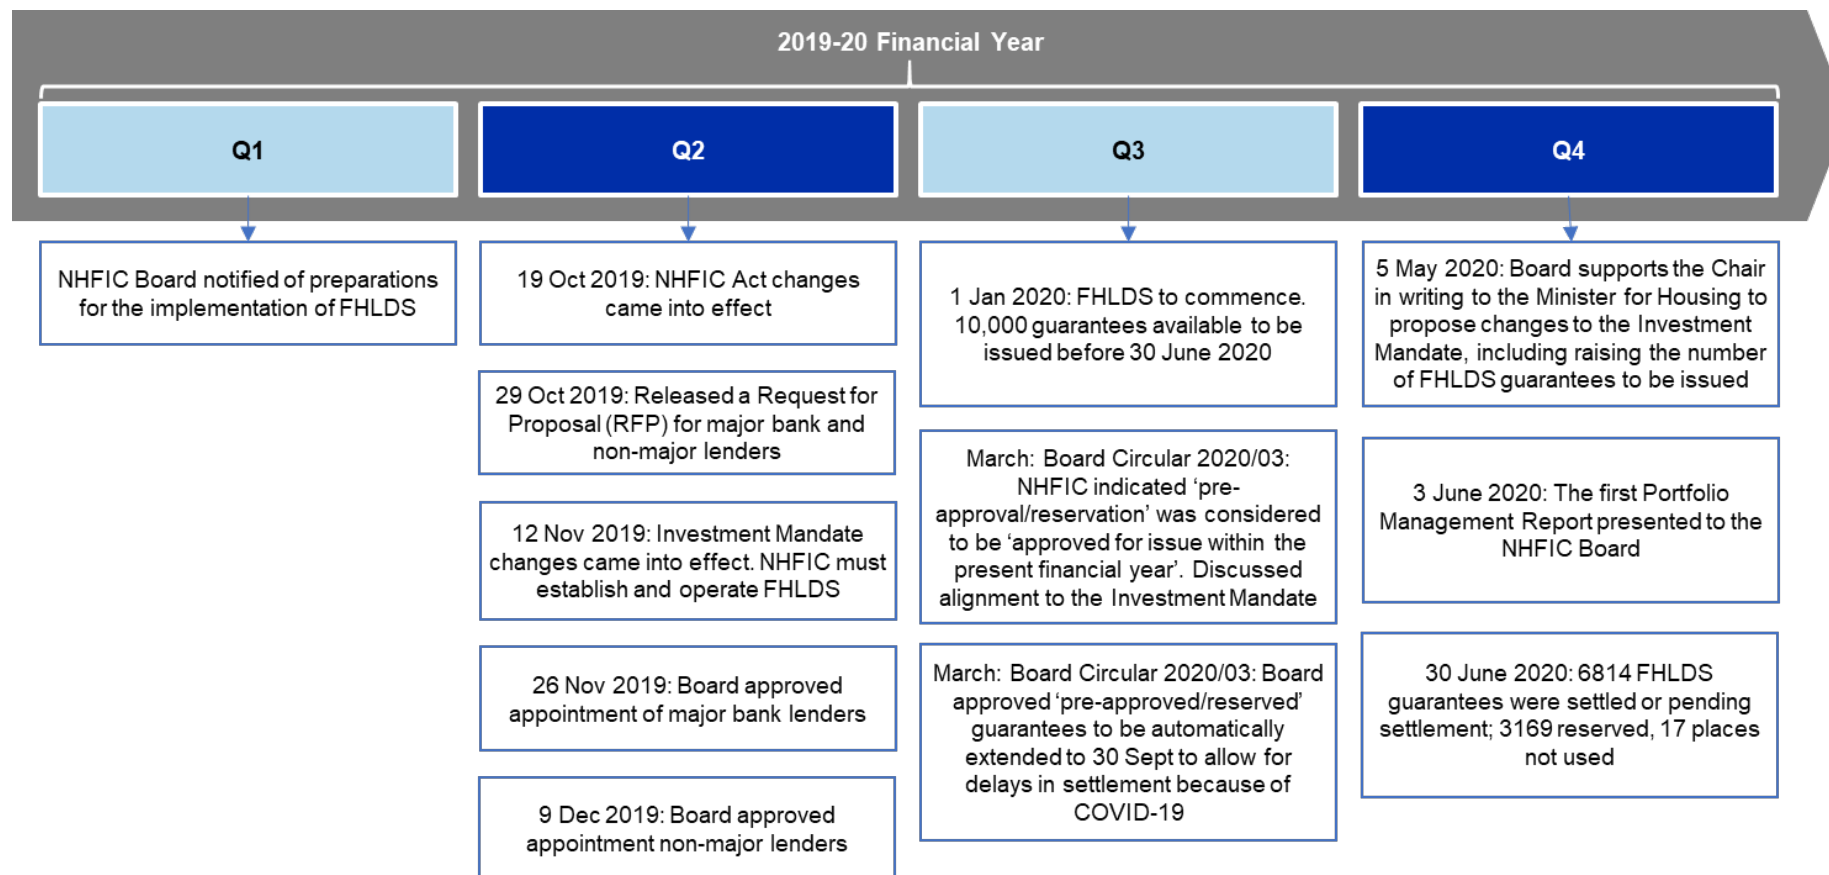 2019-20 Financial Year
Q1
Q2
Q3
Q4
NHFIC Board notified of preparations
for the implementation of FHLDS
19 Oct 2019: NHFIC Act changes
came into effect
29 Oct 2019: Released a Request for
Proposal (RFP) for major bank and
non-major lenders
12 Nov 2019: Investment Mandate
changes came into effect. NHFIC must
establish and operate FHLDS
26 Nov 2019: Board approved
appointment of major bank lenders
9 Dec 2019: Board approved
appointment non-major lenders
1 Jan 2020: FHLDS to commence.
10,000 guarantees available to be
issued before 30 June 2020
March: Board Circular 2020/03:
NHFIC indicated ‘pre-
approval/reservation’ was considered
to be ‘approved for issue within the
present financial year’. Discussed
alignment to the Investment Mandate
March: Board Circular 2020/03: Board
approved ‘pre-approved/reserved’
guarantees to be automatically
extended to 30 Sept to allow for
delays in settlement because of
COVID-19
5 May 2020: Board supports the Chair
in writing to the Minister for Housing to
propose changes to the Investment
Mandate, including raising the number
of FHLDS guarantees to be issued
3 June 2020: The first Portfolio
Management Report presented to the
NHFIC Board
30 June 2020: 6814 FHLDS
guarantees were settled or pending
settlement; 3169 reserved, 17 places
not used